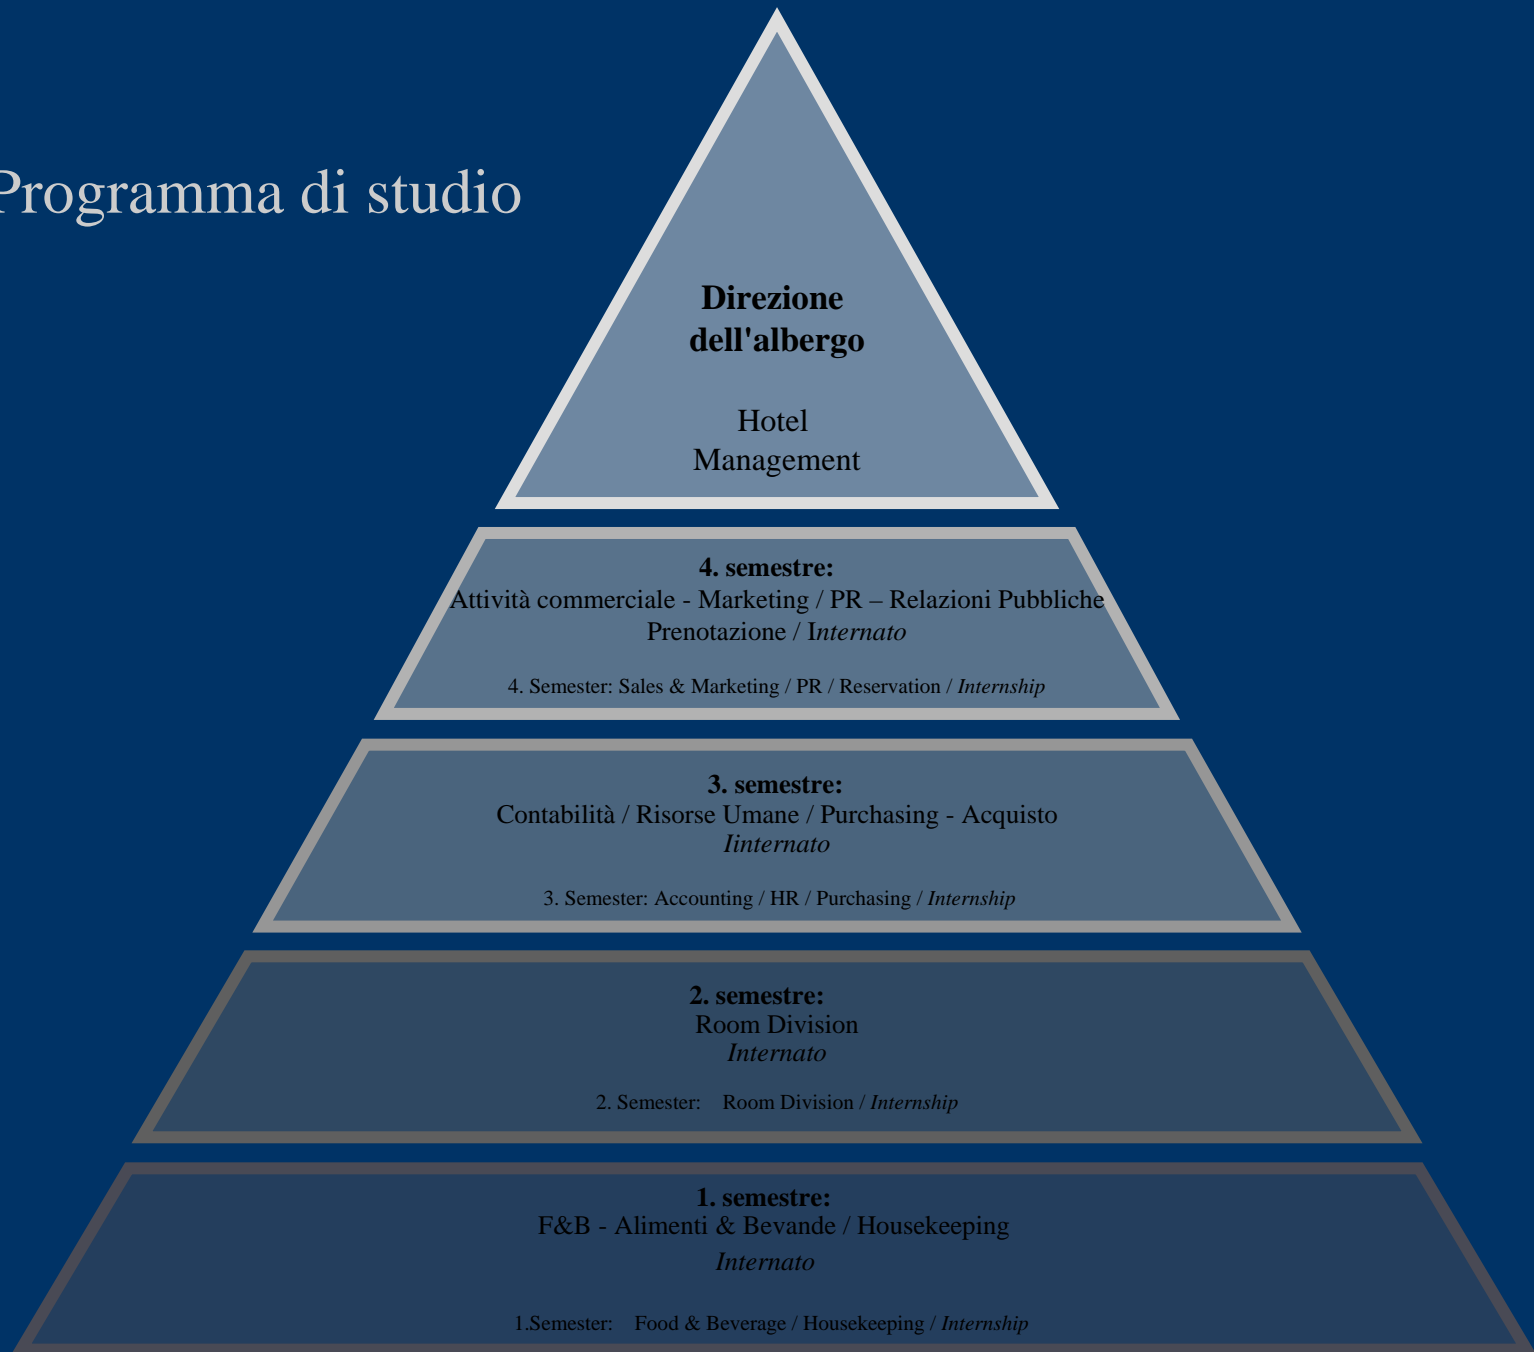 Programma di studio
Direzione
dell'albergo
Hotel
Management
4. semestre:
Attività commerciale - Marketing / PR – Relazioni Pubbliche
Prenotazione / Internato
4. Semester: Sales & Marketing / PR / Reservation / Internship
3. semestre:
Contabilità / Risorse Umane / Purchasing - Acquisto
Iinternato
3. Semester: Accounting / HR / Purchasing / Internship
2. semestre:
Room Division
Internato
2. Semester: Room Division / Internship
1. semestre:
F&B - Alimenti & Bevande / Housekeeping
Internato
1.Semester: Food & Beverage / Housekeeping / Internship